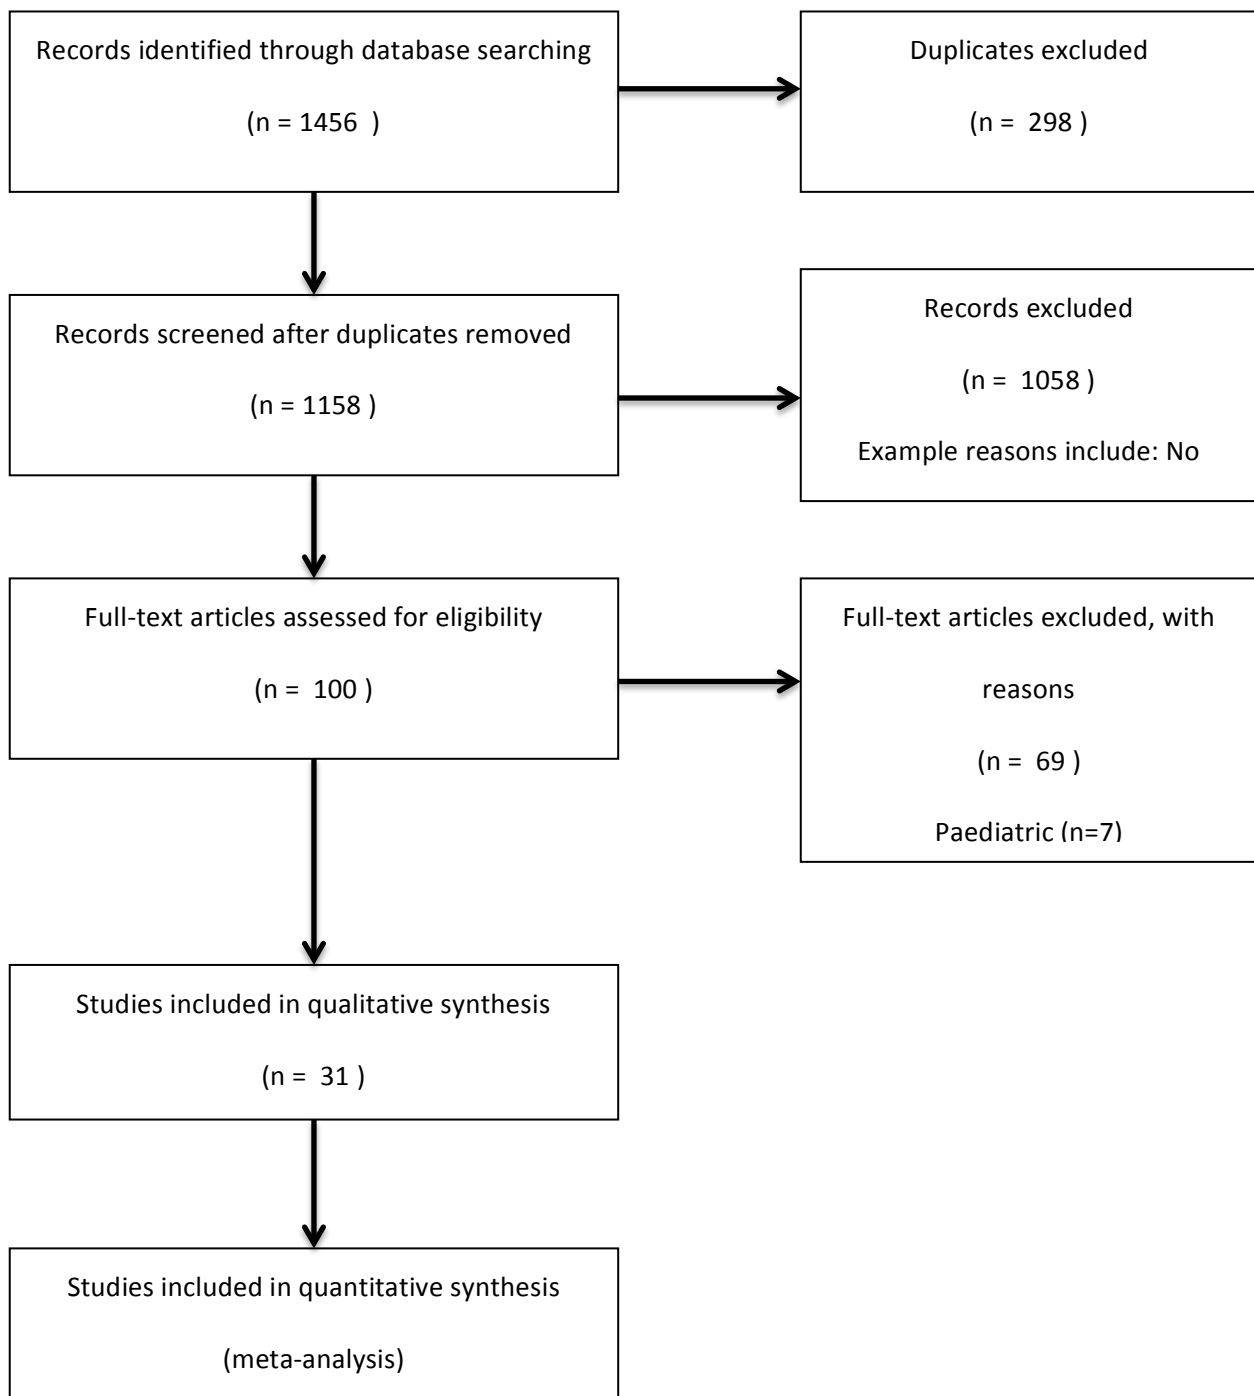 Records identified through database searching
(n = 1456 )
Duplicates excluded
(n = 298 )
Records screened after duplicates removed
(n = 1158 )
Records excluded
(n = 1058 )
Example reasons include: No
Full-text articles assessed for eligibility
(n = 100 )
Full-text articles excluded, with
reasons
(n = 69 )
Paediatric (n=7)
Studies included in qualitative synthesis
(n = 31 )
Studies included in quantitative synthesis
(meta-analysis)